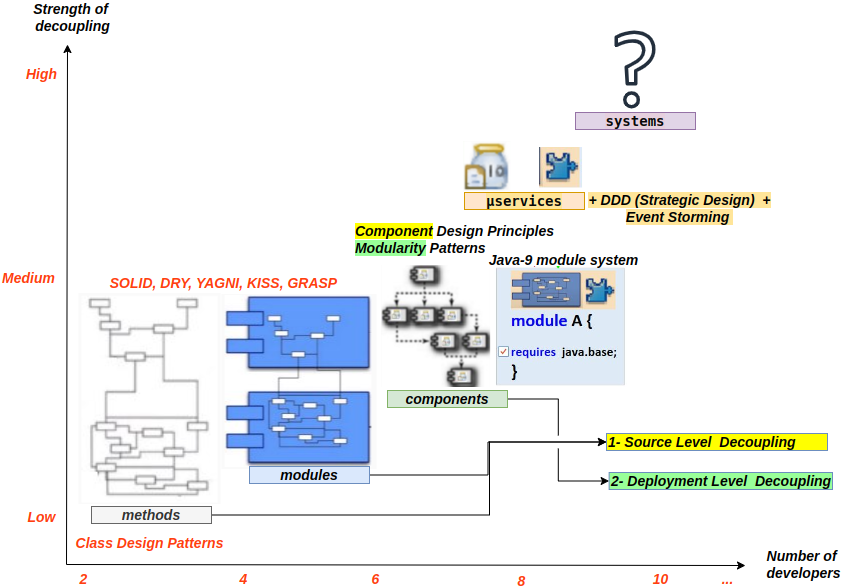 Strength of
decoupling
High
systems
µservices
+ DDD (Strategic Design) +
Event Storming
Component Design Principles
Modularity Patterns
Java-9 module system
Medium
SOLID, DRY, YAGNI, KISS, GRASP
module A {
requires java.base;
}
components
1- Source Level Decoupling
modules
2- Deployment Level Decoupling
Low
methods
Class Design Patterns
Number of
developers
2 4 6 8 10 ...